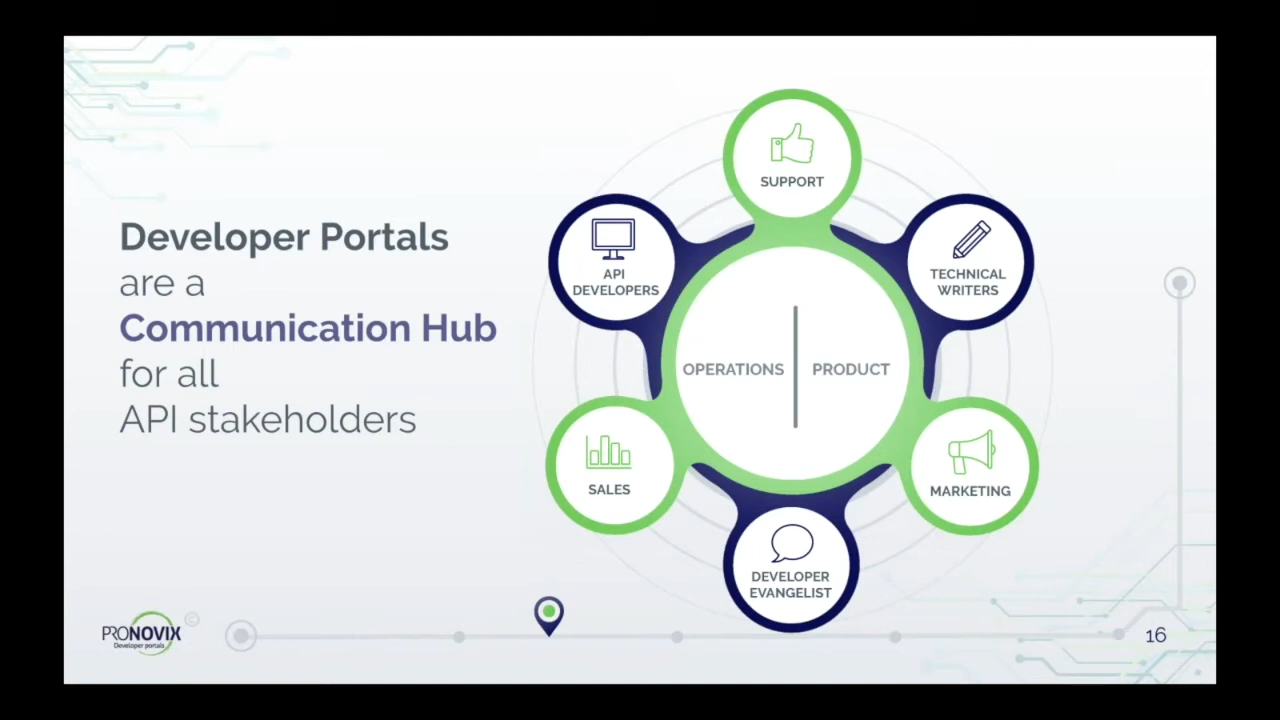 Developer Portals
are a
Communication Hub
for all
API stakeholders
SUPPORT
API
DEVELOPERS
TECHNICAL
WRITERS
OPERATIONS
PRODUCT
SALES
MARKETING
DEVELOPER
EVANGELIST
PRONOVIX
Developer portals
©
16